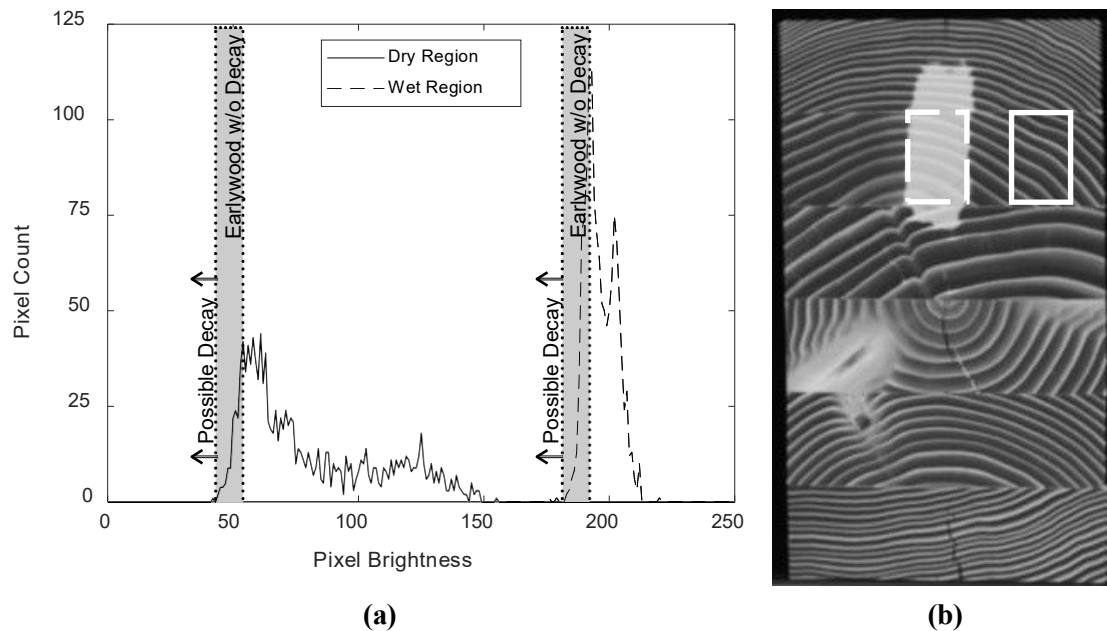 125
100
75
50
25
0
Pixel Count
Dry Region
Wet Region
Earlywood w/o Decay
Possible Decay
Earlywood w/o Decay
Possible Decay
0 50 100 150 200 250
Pixel Brightness
(a) (b)